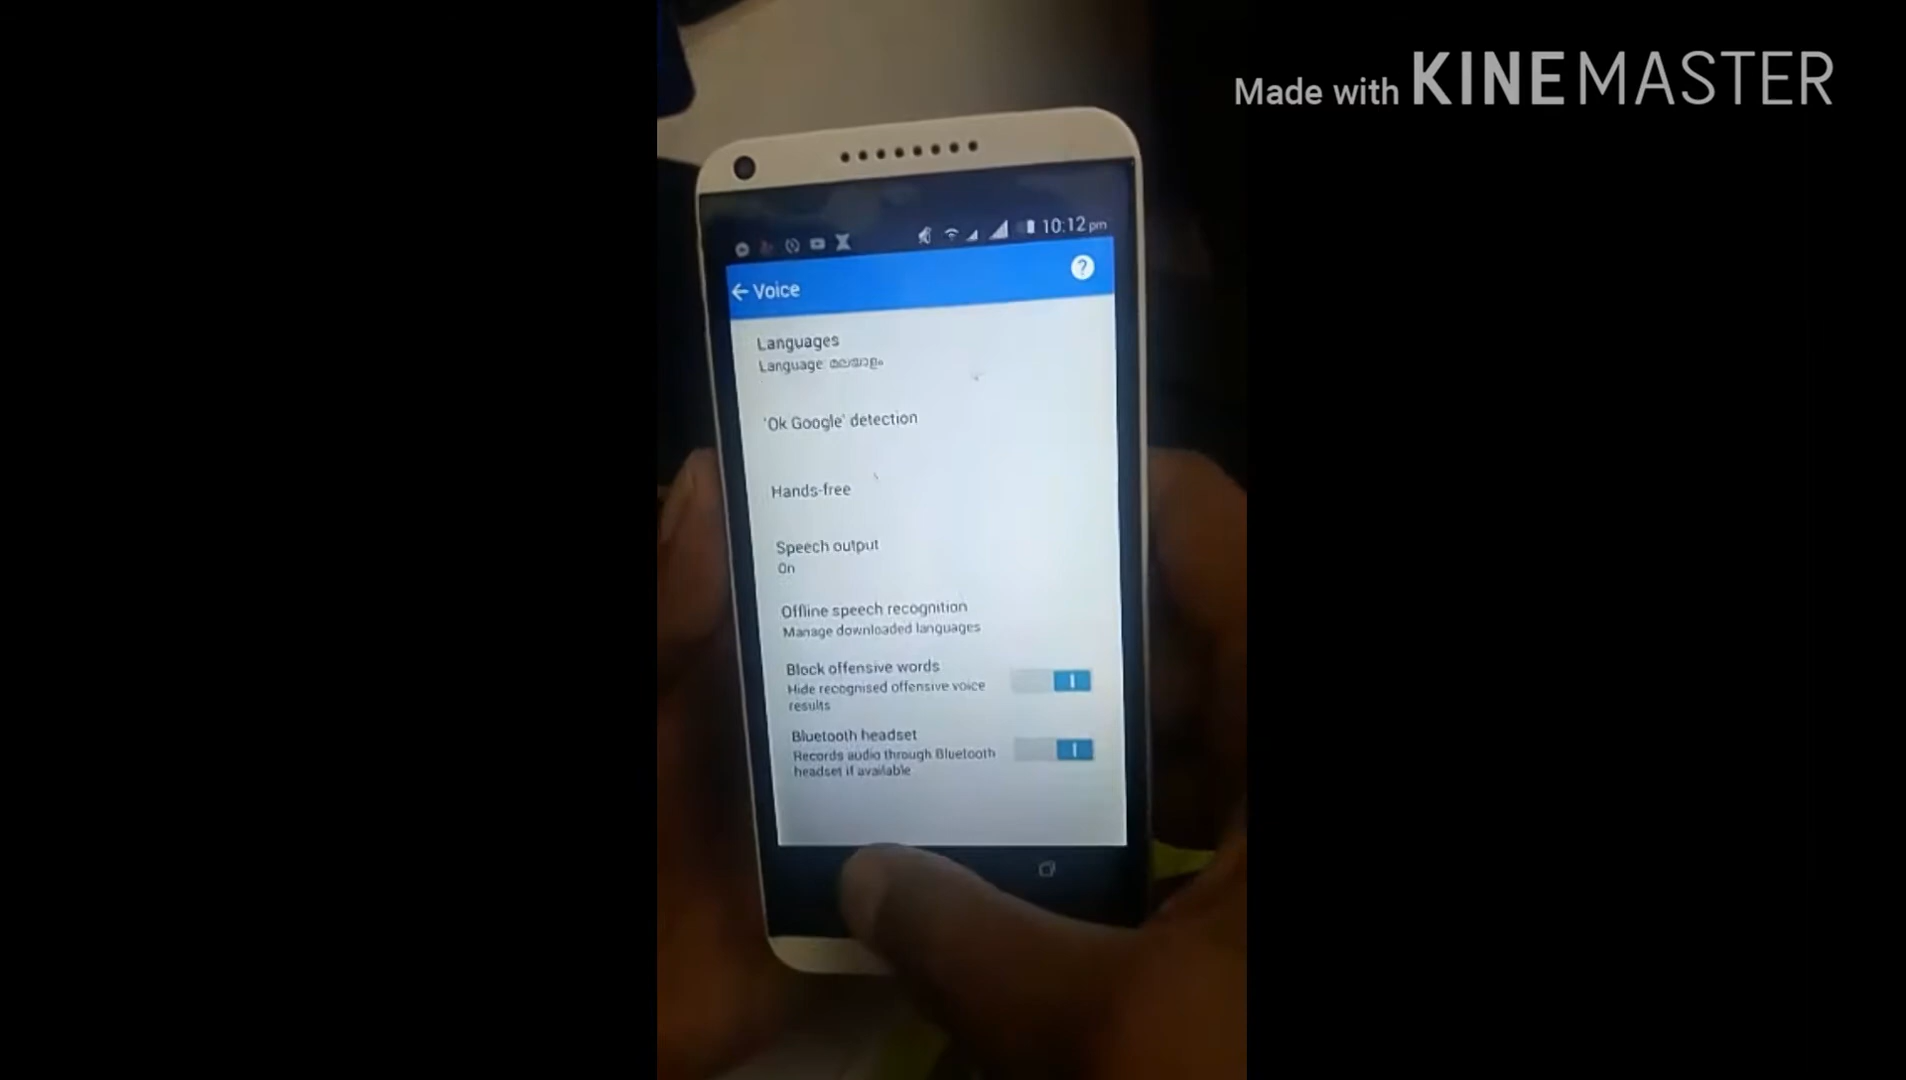 Made with KINEMASTER
10:12 pm
Voice
?
Languages
Language: മലയാളം
'Ok Google' detection
Hands-free
Speech output
On
Offline speech recognition
Manage downloaded languages
Block offensive words
Hide recognised offensive voice
results
Bluetooth headset
Records audio through Bluetooth
headset if available